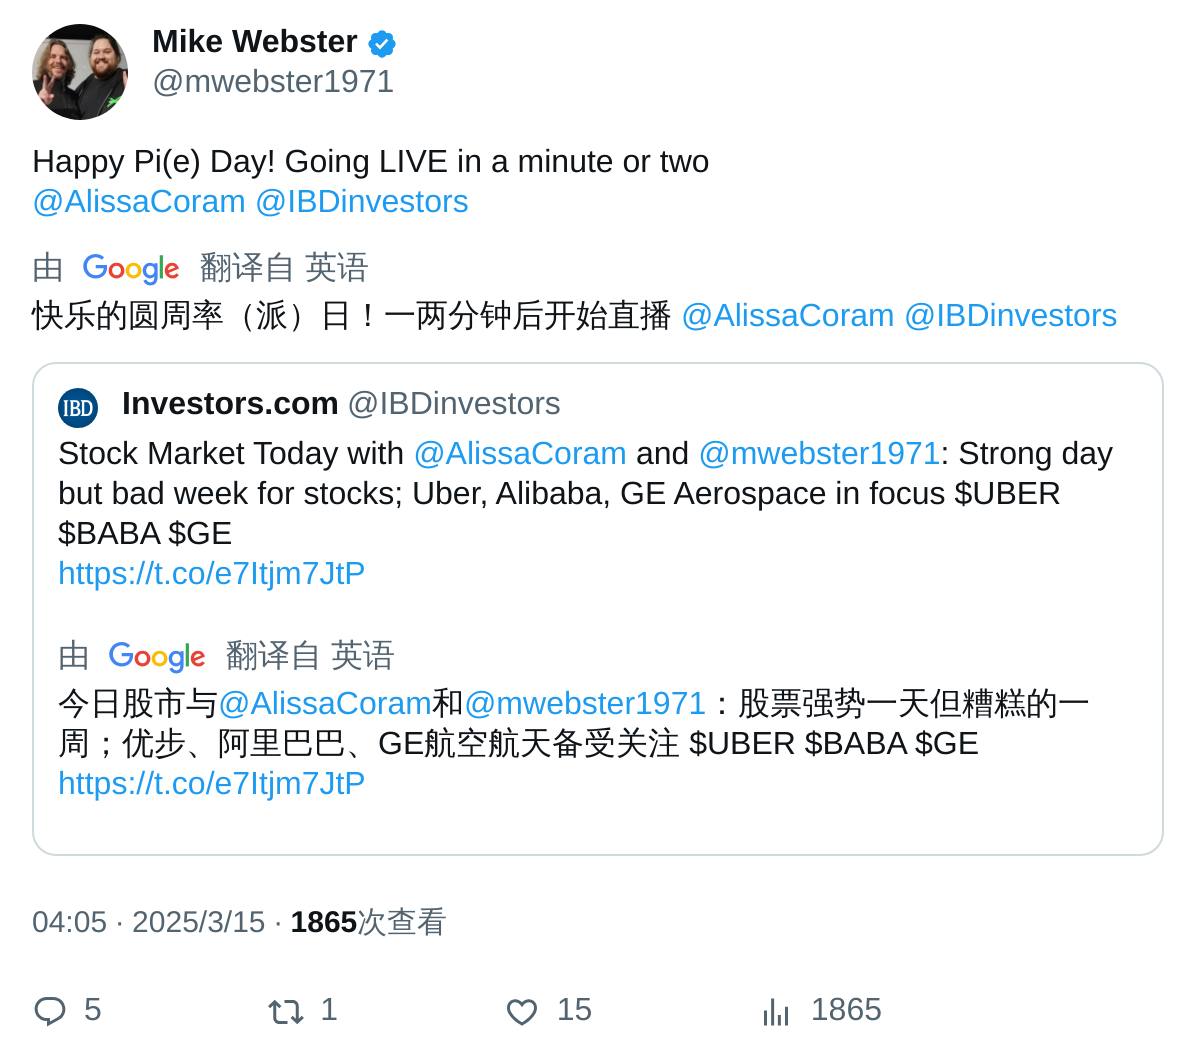 Mike Webster
@mwebster1971
Happy Pi(e) Day! Going LIVE in a minute or two
@AlissaCoram @IBDinvestors
由 Google 翻译自 英语
快乐的圆周率（派）日！一两分钟后开始直播 @AlissaCoram @IBDinvestors
IBD Investors.com @IBDinvestors
Stock Market Today with @AlissaCoram and @mwebster1971: Strong day
but bad week for stocks; Uber, Alibaba, GE Aerospace in focus $UBER
$BABA $GE
https://t.co/e7Itjm7JtP
由 Google 翻译自 英语
今日股市与@AlissaCoram和@mwebster1971：股票强势一天但糟糕的一
周；优步、阿里巴巴、GE航空航天备受关注 $UBER $BABA $GE
https://t.co/e7Itjm7JtP
04:05 · 2025/3/15 · 1865次查看
5 1 15 1865